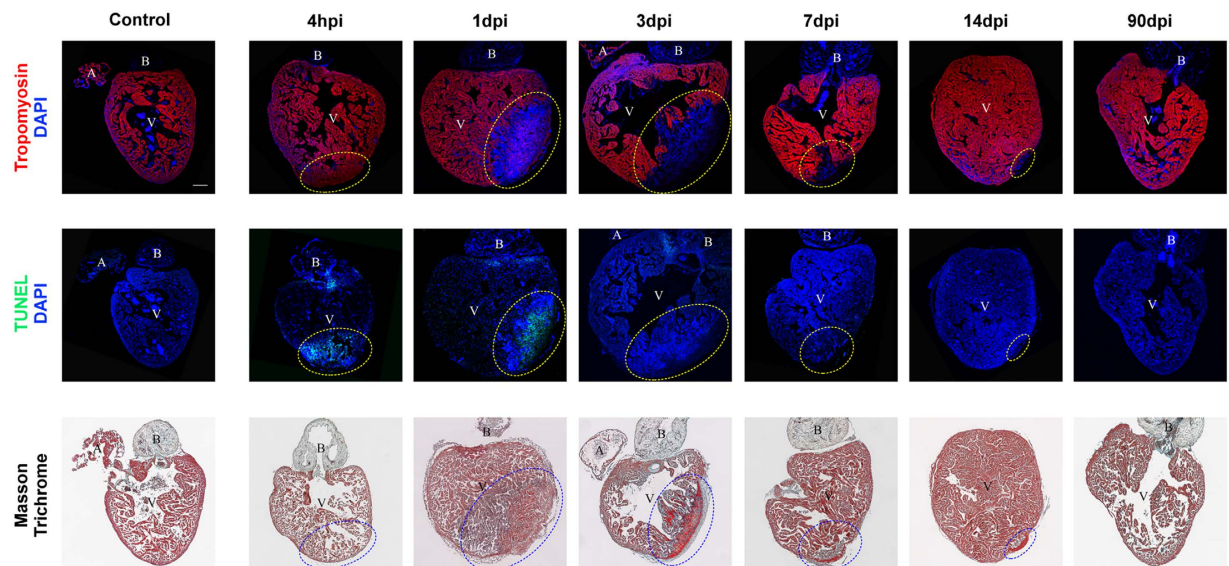 Control 4hpi 1dpi 3dpi 7dpi 14dpi 90dpi
Tropomyosin
DAPI
A B V
B V
V
A B V
B V
V
B V
TUNEL
DAPI
A B V
B V
B V
A B V
B V
V
B V
Masson
Trichrome
A B V
B V
B V
A B V
B V
V
B V